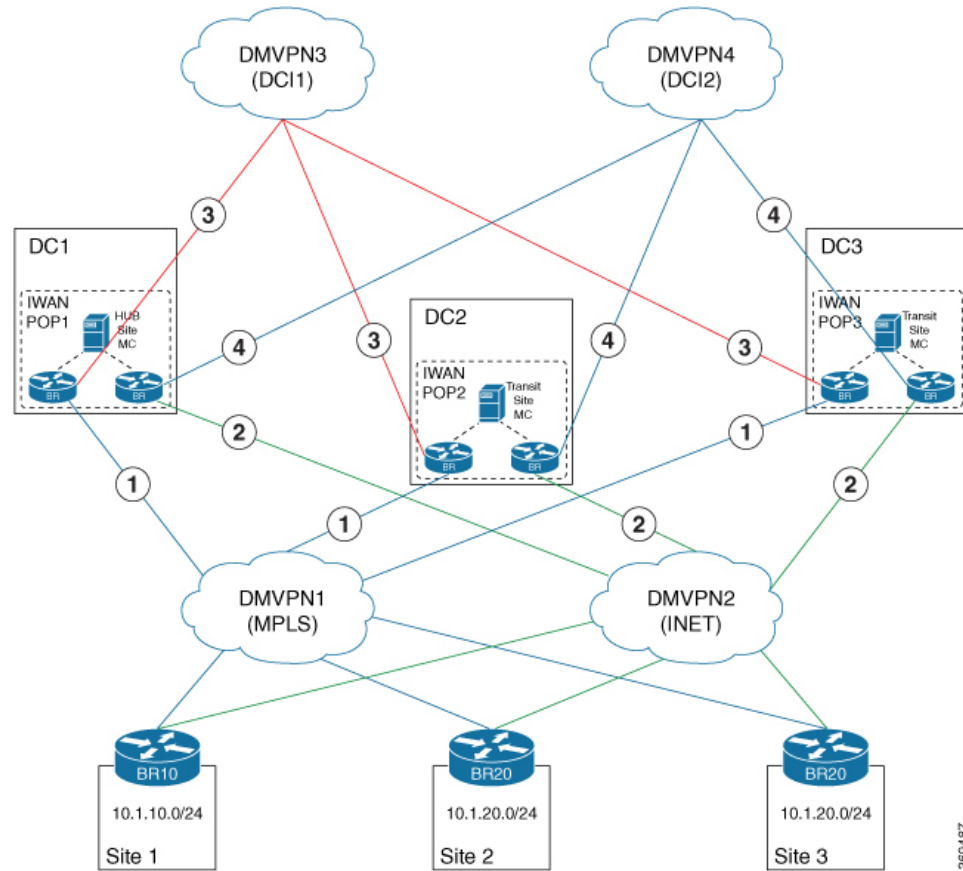 DMVPN3
(DCI1)
DMVPN4
(DCI2)
3
4
DC1
IWAN
POP1
HUB
Site
MC
BR
BR
3
4
4
DC2
IWAN
POP2
Transit
Site
MC
BR
BR
DC3
IWAN
POP3
Transit
Site
MC
BR
BR
3
2
1
1
2
1
2
DMVPN1
(MPLS)
DMVPN2
(INET)
BR10
10.1.10.0/24
Site 1
BR20
10.1.20.0/24
Site 2
BR20
10.1.20.0/24
Site 3
360487